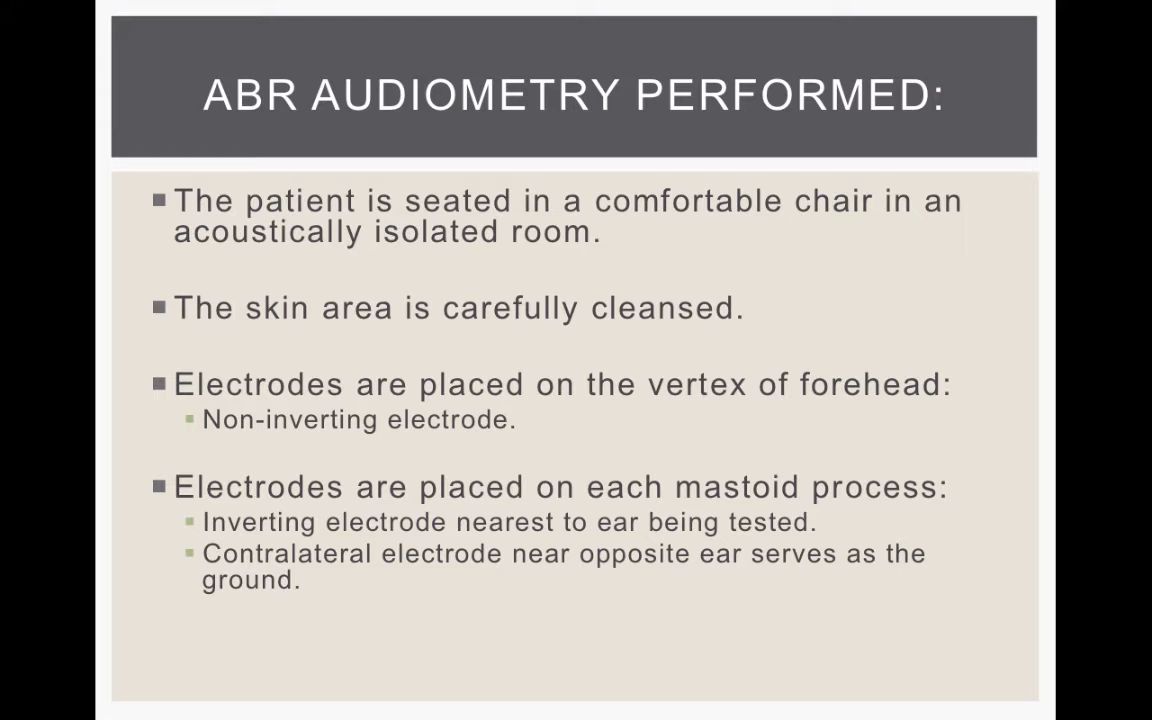 ABR AUDIOMETRY PERFORMED:
The patient is seated in a comfortable chair in an
acoustically isolated room.
The skin area is carefully cleansed.
Electrodes are placed on the vertex of forehead:
Non-inverting electrode.
Electrodes are placed on each mastoid process:
Inverting electrode nearest to ear being tested.
Contralateral electrode near opposite ear serves as the
ground.